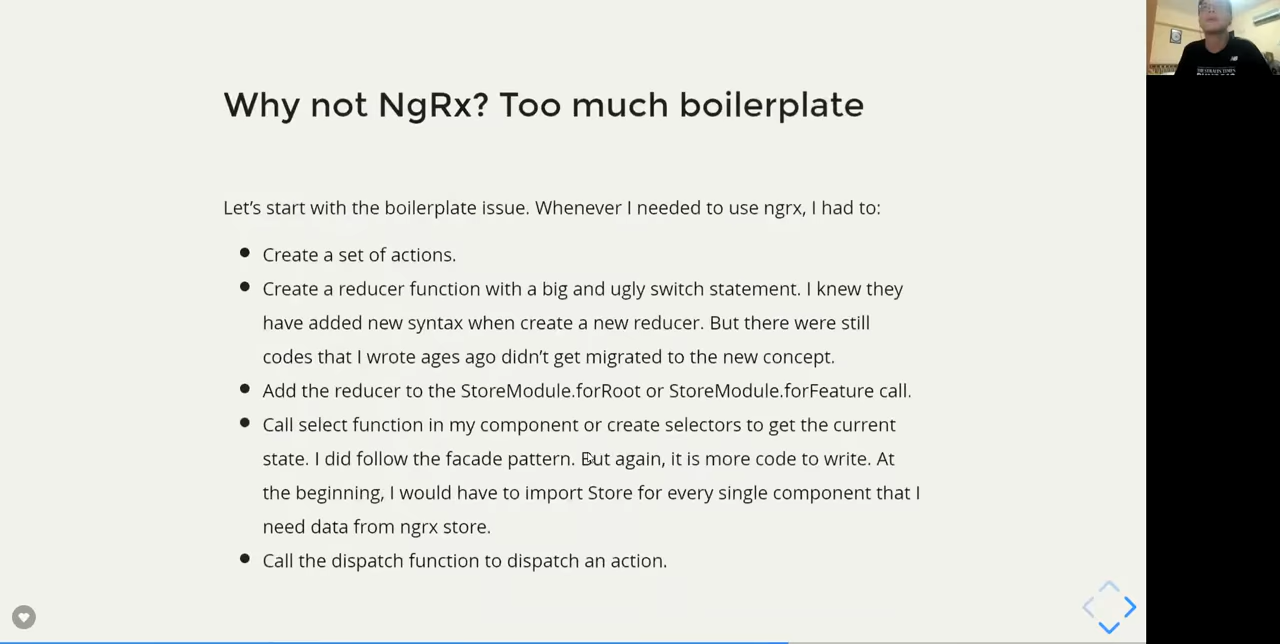 Why not NgRx? Too much boilerplate
Let’s start with the boilerplate issue. Whenever I needed to use ngrx, I had to:
Create a set of actions.
Create a reducer function with a big and ugly switch statement. I knew they
have added new syntax when create a new reducer. But there were still
codes that I wrote ages ago didn’t get migrated to the new concept.
Add the reducer to the StoreModule.forRoot or StoreModule.forFeature call.
Call select function in my component or create selectors to get the current
state. I did follow the facade pattern. But again, it is more code to write. At
the beginning, I would have to import Store for every single component that I
need data from ngrx store.
Call the dispatch function to dispatch an action.